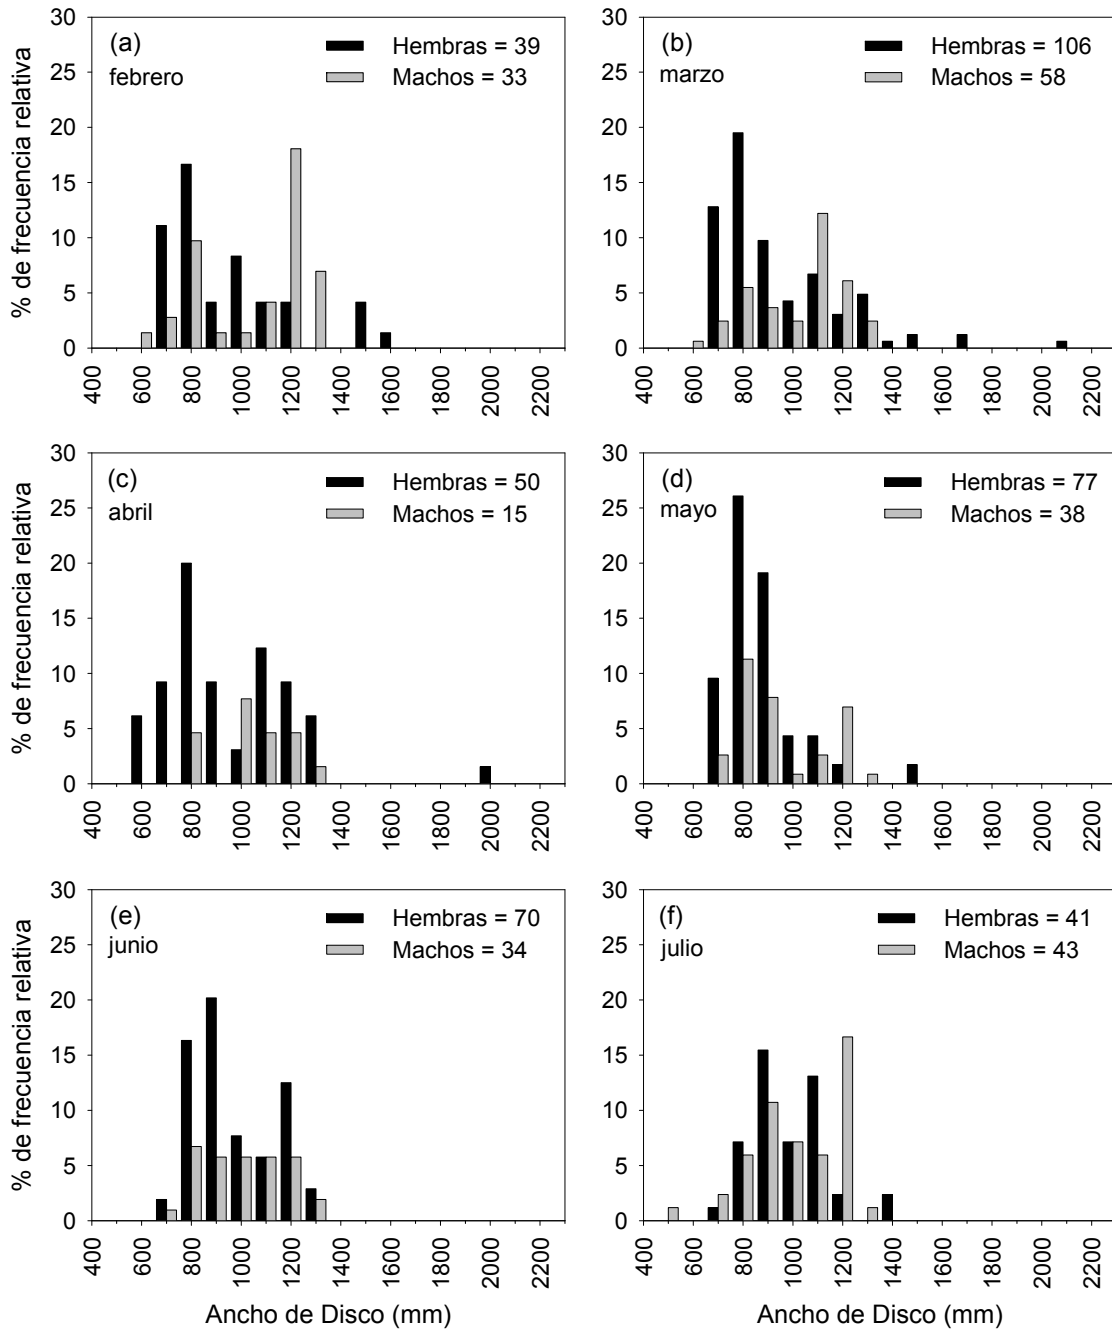 (a)
febrero
Hembras = 39
Machos = 33
% de frecuencia relativa
30
25
20
15
10
5
0
400 600 800 1000 1200 1400 1600 1800 2000 2200
(b)
marzo
Hembras = 106
Machos = 58
30
25
20
15
10
5
0
400 600 800 1000 1200 1400 1600 1800 2000 2200
(c)
abril
Hembras = 50
Machos = 15
% de frecuencia relativa
30
25
20
15
10
5
0
400 600 800 1000 1200 1400 1600 1800 2000 2200
(d)
mayo
Hembras = 77
Machos = 38
30
25
20
15
10
5
0
400 600 800 1000 1200 1400 1600 1800 2000 2200
(e)
junio
Hembras = 70
Machos = 34
% de frecuencia relativa
30
25
20
15
10
5
0
400 600 800 1000 1200 1400 1600 1800 2000 2200
Ancho de Disco (mm)
(f)
julio
Hembras = 41
Machos = 43
30
25
20
15
10
5
0
400 600 800 1000 1200 1400 1600 1800 2000 2200
Ancho de Disco (mm)